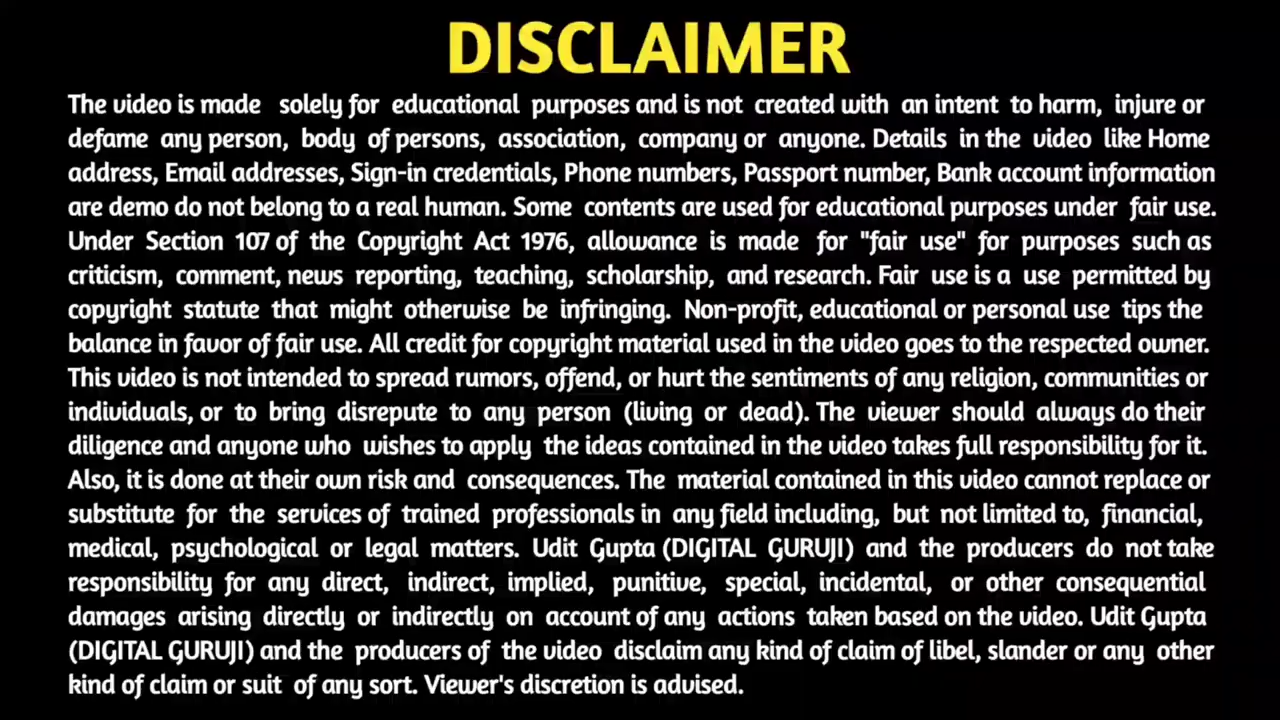 DISCLAIMER
The video is made solely for educational purposes and is not created with an intent to harm, injure or
defame any person, body of persons, association, company or anyone. Details in the video like Home
address, Email addresses, Sign-in credentials, Phone numbers, Passport number, Bank account information
are demo do not belong to a real human. Some contents are used for educational purposes under fair use.
Under Section 107 of the Copyright Act 1976, allowance is made for "fair use" for purposes such as
criticism, comment, news reporting, teaching, scholarship, and research. Fair use is a use permitted by
copyright statute that might otherwise be infringing. Non-profit, educational or personal use tips the
balance in favor of fair use. All credit for copyright material used in the video goes to the respected owner.
This video is not intended to spread rumors, offend, or hurt the sentiments of any religion, communities or
individuals, or to bring disrepute to any person (living or dead). The viewer should always do their
diligence and anyone who wishes to apply the ideas contained in the video takes full responsibility for it.
Also, it is done at their own risk and consequences. The material contained in this video cannot replace or
substitute for the services of trained professionals in any field including, but not limited to, financial,
medical, psychological or legal matters. Udit Gupta (DIGITAL GURUJI) and the producers do not take
responsibility for any direct, indirect, implied, punitive, special, incidental, or other consequential
damages arising directly or indirectly on account of any actions taken based on the video. Udit Gupta
(DIGITAL GURUJI) and the producers of the video disclaim any kind of claim of libel, slander or any other
kind of claim or suit of any sort. Viewer's discretion is advised.